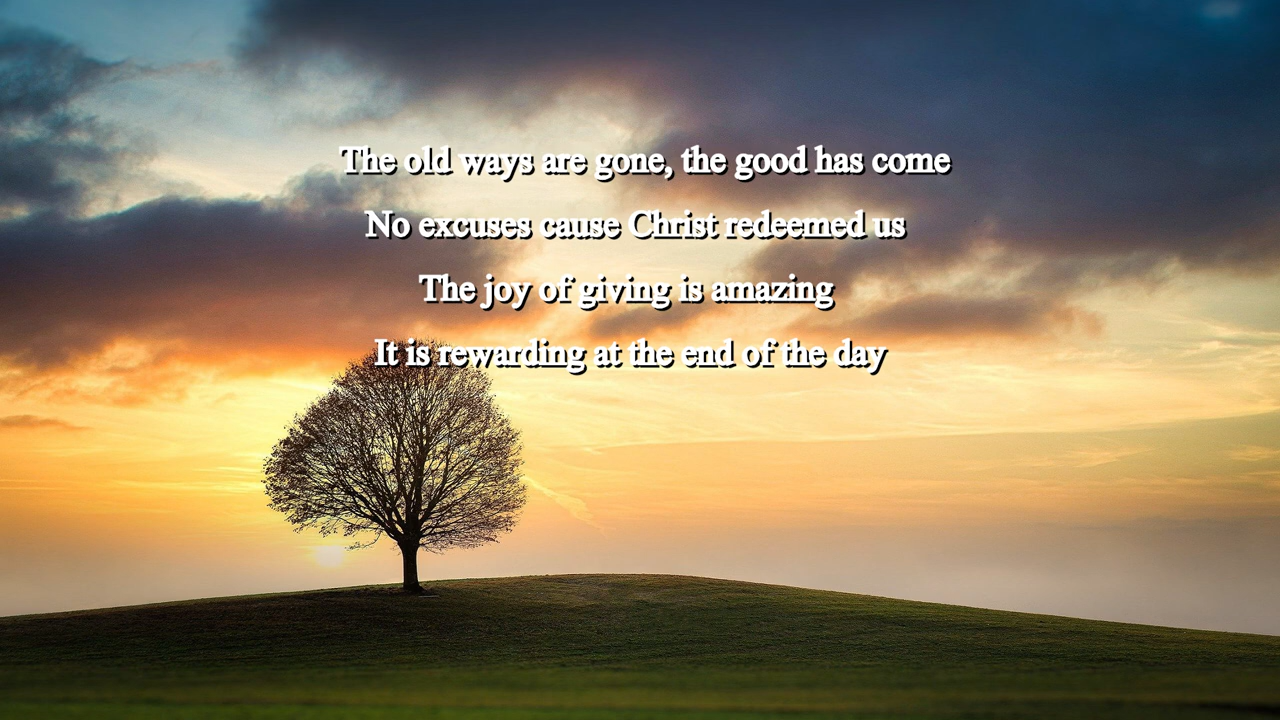 The old ways are gone, the good has come
No excuses cause Christ redeemed us
The joy of giving is amazing
It is rewarding at the end of the day